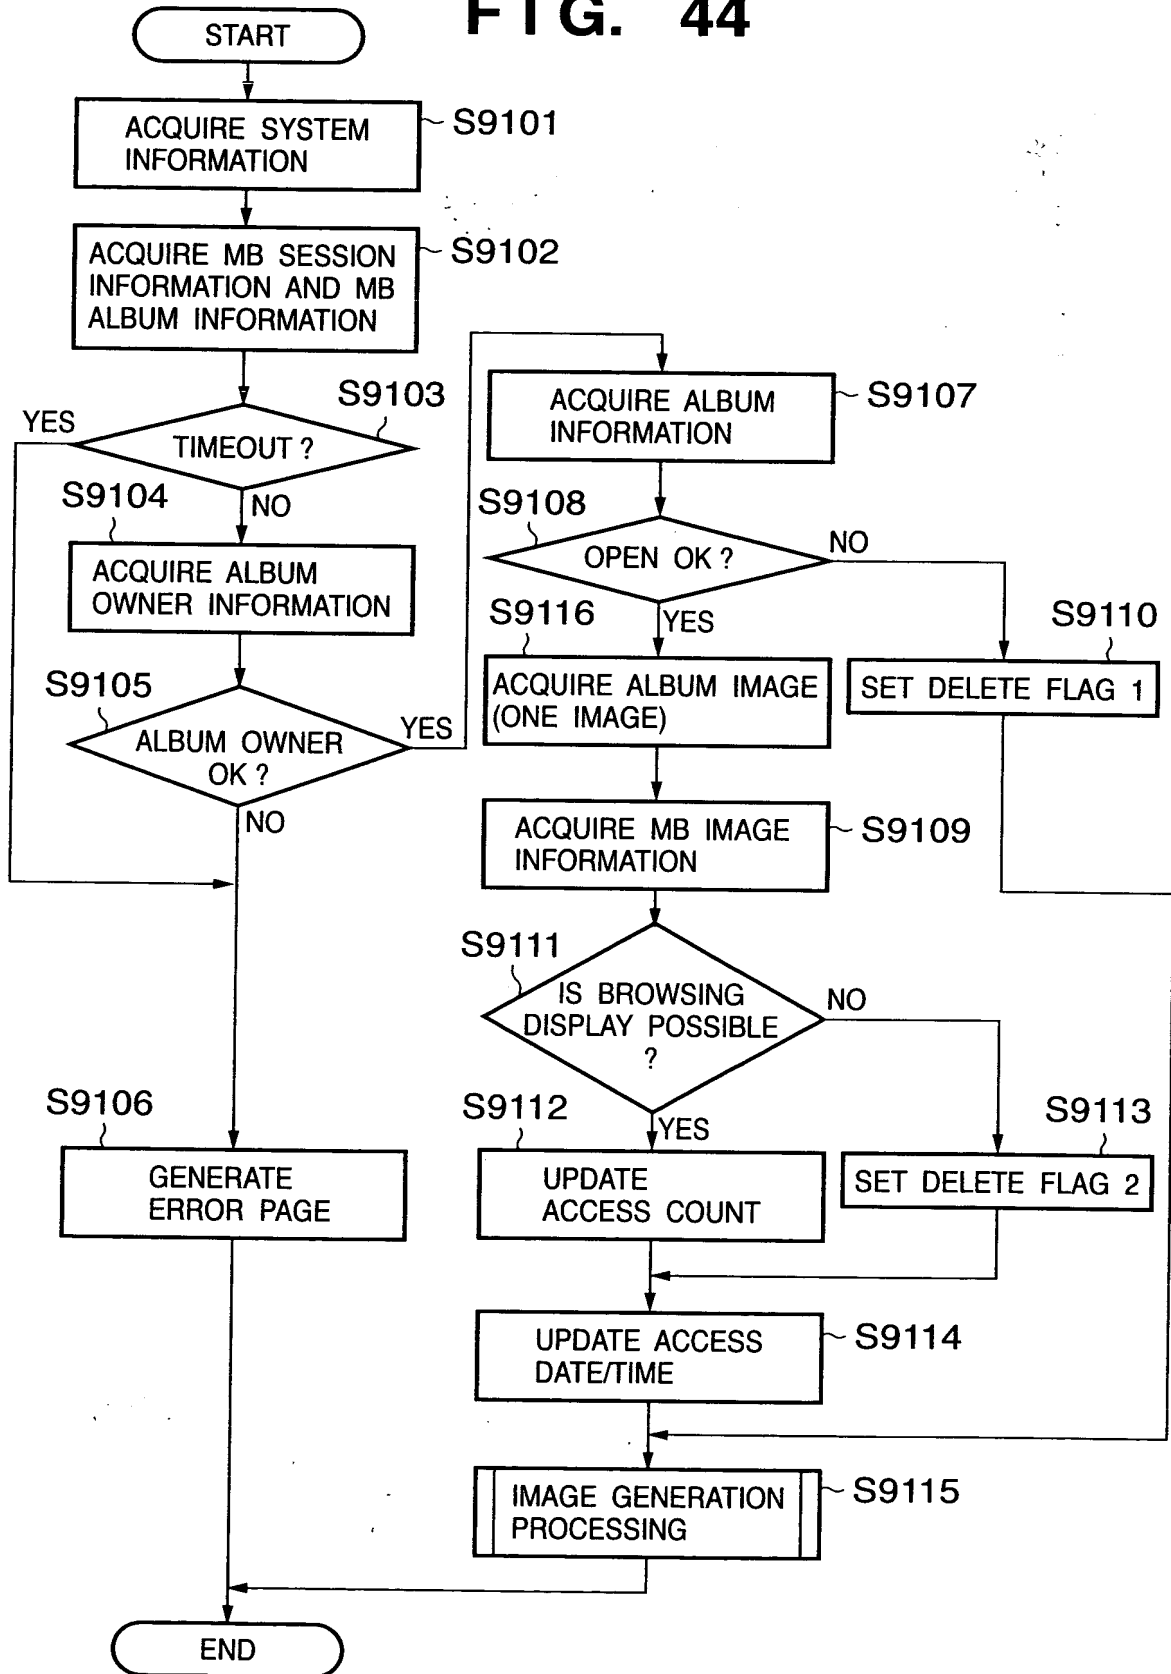 FIG. 44
START
ACQUIRE SYSTEM
INFORMATION
S9101
ACQUIRE MB SESSION
INFORMATION AND MB
ALBUM INFORMATION
S9102
S9103
YES
TIMEOUT ?
NO
S9104
ACQUIRE ALBUM
OWNER INFORMATION
S9105
ALBUM OWNER
OK ?
YES
NO
S9106
GENERATE
ERROR PAGE
ACQUIRE ALBUM
INFORMATION
S9107
S9108
OPEN OK ?
NO
YES
S9110
SET DELETE FLAG 1
S9116
ACQUIRE ALBUM IMAGE
(ONE IMAGE)
ACQUIRE MB IMAGE
INFORMATION
S9109
S9111
IS BROWSING
DISPLAY POSSIBLE
?
NO
YES
S9112
UPDATE
ACCESS COUNT
S9113
SET DELETE FLAG 2
UPDATE ACCESS
DATE/TIME
S9114
IMAGE GENERATION
PROCESSING
S9115
END